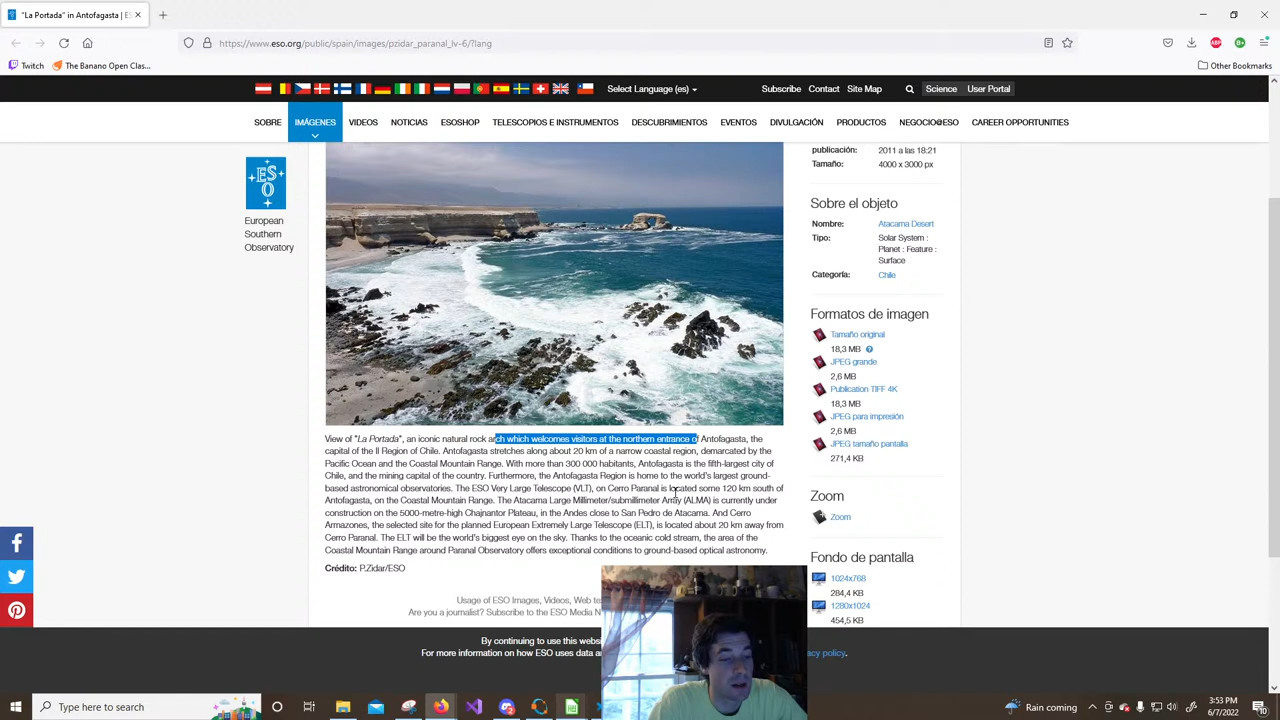 "La Portada" in Antofagasta | ES
https://www.eso.org/public/spain/images/pzidar_paranal_lv-6/?lang
Twitch
The Banano Open Clas...
Other Bookmarks
Select Language (es)
Subscribe Contact Site Map
Science User Portal
SOBRE IMÁGENES VIDEOS NOTICIAS ESOSHOP TELESCOPIOS E INSTRUMENTOS DESCUBRIMIENTOS EVENTOS DIVULGACIÓN PRODUCTOS NEGOCIO@ESO CAREER OPPORTUNITIES
ES
O
European
Southern
Observatory
publicación: 2011 a las 18:21
Tamaño: 4000 x 3000 px
Sobre el objeto
Nombre: Atacama Desert
Tipo: Solar System :
Planet : Feature :
Surface
Categoría: Chile
Formatos de imagen
Tamaño original
18,3 MB
JPEG grande
2,6 MB
Publication TIFF 4K
18,3 MB
JPEG para impresión
2,6 MB
JPEG tamaño pantalla
271,4 KB
Zoom
Zoom
Fondo de pantalla
1024x768
284,4 KB
1280x1024
454,5 KB
View of "La Portada", an iconic natural rock arch which welcomes visitors at the northern entrance of Antofagasta, the
capital of the II Region of Chile. Antofagasta stretches along about 20 km of a narrow coastal region, demarcated by the
Pacific Ocean and the Coastal Mountain Range. With more than 300 000 habitants, Antofagasta is the fifth-largest city of
Chile, and the mining capital of the country. Furthermore, the Antofagasta Region is home to the world's largest ground-
based astronomical observatories. The ESO Very Large Telescope (VLT), on Cerro Paranal is located some 120 km south of
Antofagasta, on the Coastal Mountain Range. The Atacama Large Millimeter/submillimeter Array (ALMA) is currently under
construction on the 5000-metre-high Chajnantor Plateau, in the Andes close to San Pedro de Atacama. And Cerro
Armazones, the selected site for the planned European Extremely Large Telescope (ELT), is located about 20 km away from
Cerro Paranal. The ELT will be the world's biggest eye on the sky. Thanks to the oceanic cold stream, the area of the
Coastal Mountain Range around Paranal Observatory offers exceptional conditions to ground-based optical astronomy.
Crédito: P.Zidar/ESO
Usage of ESO Images, Videos, Web te
Are you a journalist? Subscribe to the ESO Media N
By continuing to use this websi
For more information on how ESO uses da
acy policy.
Type here to search
Rain coming
3:53 PM
6/7/2022
10